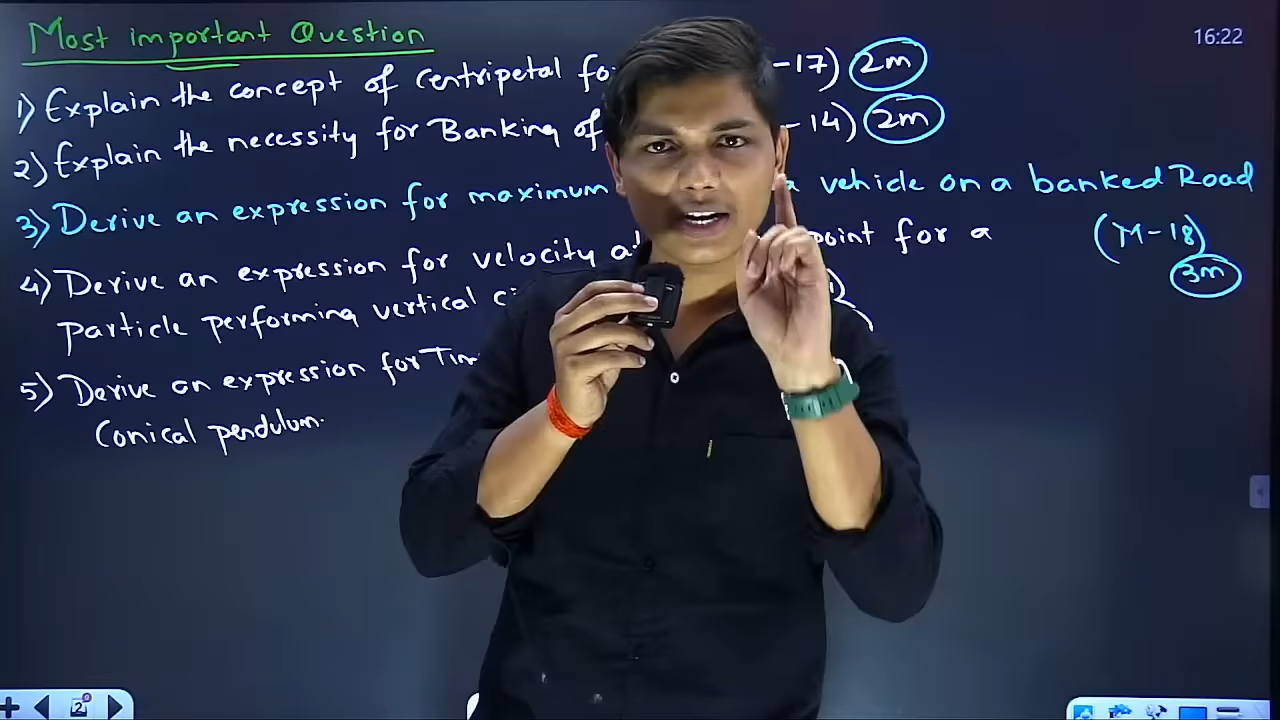 Most important Question
16:22
1) Explain the concept of Centripetal -17) 2m
2) Explain the necessity for Banking of -14) 2m
3) Derive an expression for maximum a vehicle on a banked Road
(M-18)
3m
4) Derive an expression for velocity point for a
Particle performing vertical
5) Derive an expression for
Conical pendulum.
2